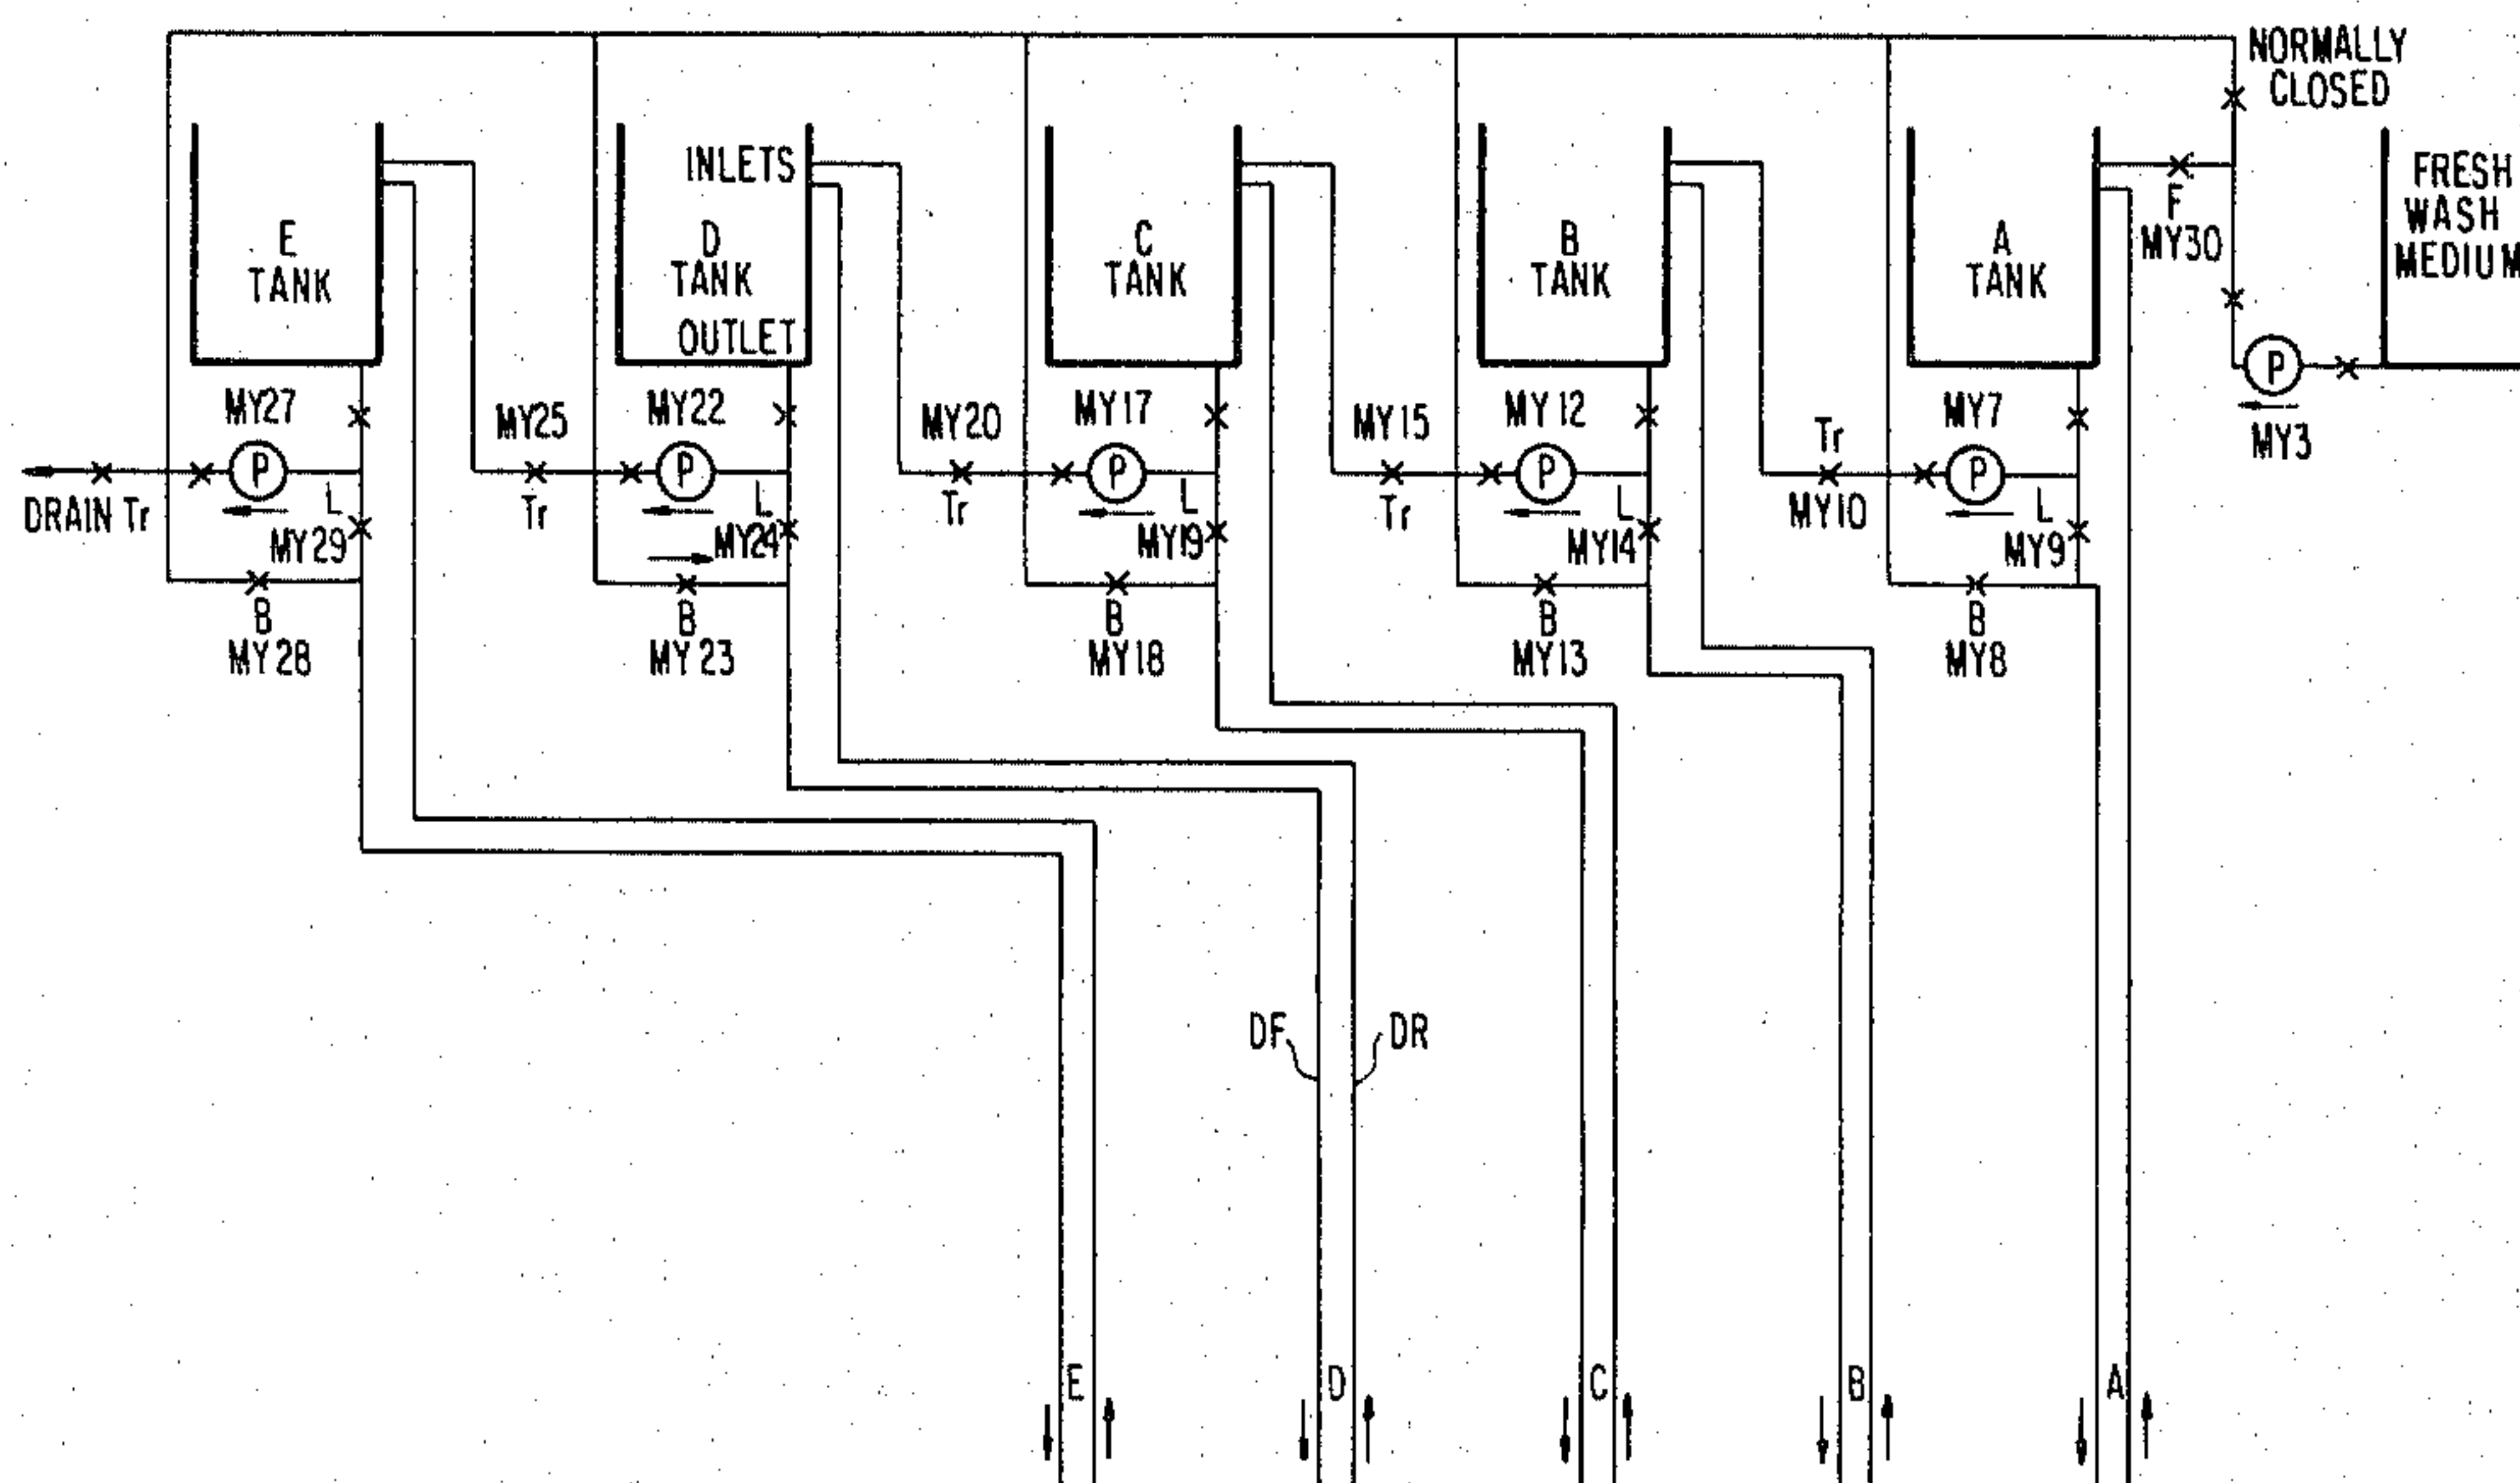 NORMALLY
CLOSED
INLETS
FRESH
WASH
MEDIUM
E
TANK
D
TANK
OUTLET
C
TANK
B
TANK
A
TANK
F
MY30
MY27
MY25
MY22
MY20
MY17
MY15
MY12
Tr
MY7
MY3
P
P
P
P
P
P
DRAIN Tr
L
MY29
Tr
L
MY24
Tr
L
MY19
Tr
L
MY14
MY10
L
MY9
B
MY28
B
MY23
B
MY18
B
MY13
B
MY8
DF
DR
E
D
C
B
A